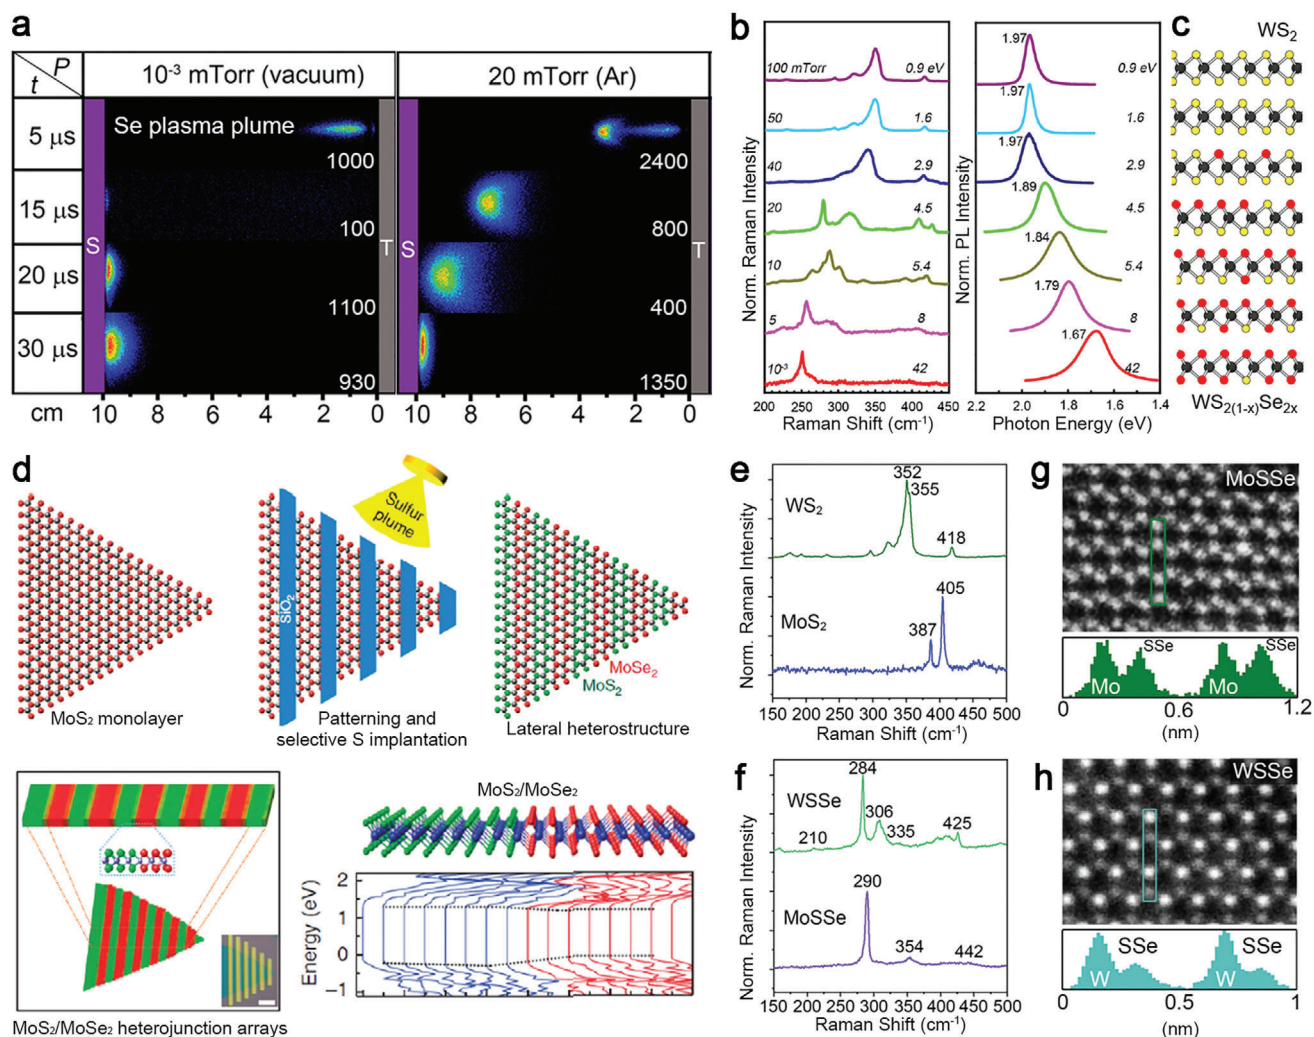 a
P
t
10⁻³ mTorr (vacuum)
20 mTorr (Ar)
5 µs
Se plasma plume
1000
2400
15 µs
100
800
S
T
S
T
20 µs
1100
400
30 µs
930
1350
cm
10 8 6 4 2 0
10 8 6 4 2 0
b
Norm. Raman Intensity
100 mTorr
0.9 eV
50
1.6
40
2.9
20
4.5
10
5.4
5
8
10⁻³
42
200 250 300 350 400 450
Raman Shift (cm⁻¹)
Norm. PL Intensity
1.97
0.9 eV
1.97
1.6
1.97
2.9
1.89
4.5
1.84
5.4
1.79
8
1.67
42
2.2 2.0 1.8 1.6 1.4
Photon Energy (eV)
c
WS₂
WS₂₍₁₋ₓ₎Se₂ₓ
d
MoS₂ monolayer
Sulfur
plume
SiO₂
Patterning and
selective S implantation
MoSe₂
MoS₂
Lateral heterostructure
MoS₂/MoSe₂ heterojunction arrays
MoS₂/MoSe₂
Energy (eV)
2
1
0
−1
e
Norm. Raman Intensity
352
355
WS₂
418
405
MoS₂
387
150 200 250 300 350 400 450 500
Raman Shift (cm⁻¹)
f
Norm. Raman Intensity
284
WSSe
306
335
425
210
290
MoSSe
354
442
150 200 250 300 350 400 450 500
Raman Shift (cm⁻¹)
g
MoSSe
SSe
SSe
Mo
Mo
0 0.6 1.2
(nm)
h
WSSe
SSe
SSe
W
W
0 0.5 1
(nm)